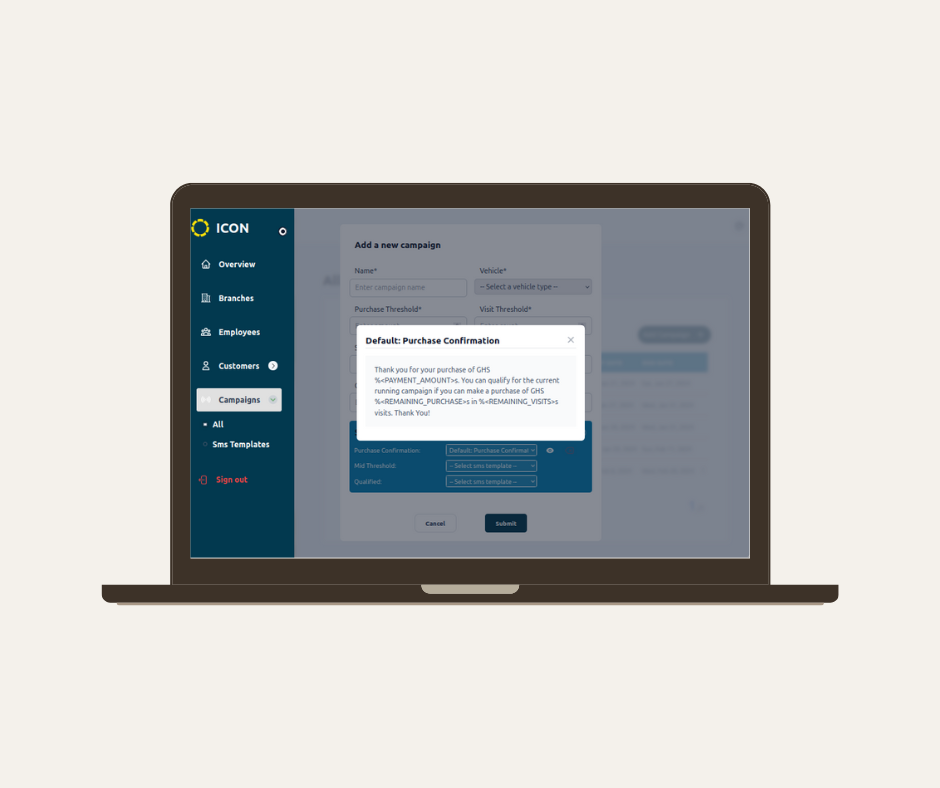 ICON
Overview
Branches
Employees
Customers
Campaigns
All
Sms Templates
Sign out
Add a new campaign
Name*
Vehicle*
Enter campaign name
-- Select a vehicle type --
Purchase Threshold*
Visit Threshold*
Default: Purchase Confirmation
Thank you for your purchase of GHS
%<PAYMENT_AMOUNT>s. You can qualify for the current
running campaign if you can make a purchase of GHS
%<REMAINING_PURCHASE>s in %<REMAINING_VISITS>s
visits. Thank You!
Purchase Confirmation:
Default: Purchase Confirmat
Mid Threshold:
-- Select sms template --
Qualified:
-- Select sms template --
Cancel
Submit